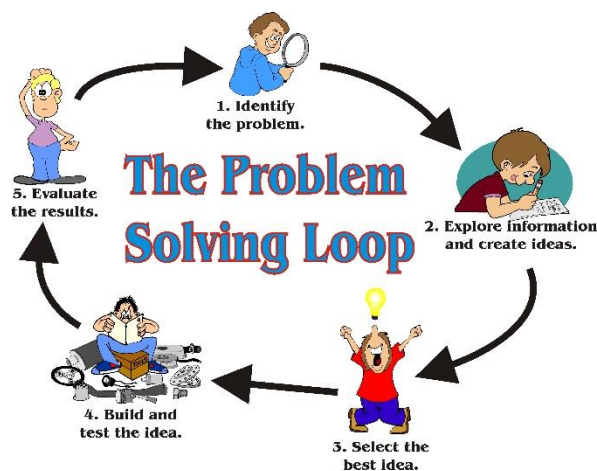 The Problem
Solving Loop
1. Identify
the problem.
2. Explore information
and create ideas.
3. Select the
best idea.
4. Build and
test the idea.
5. Evaluate
the results.